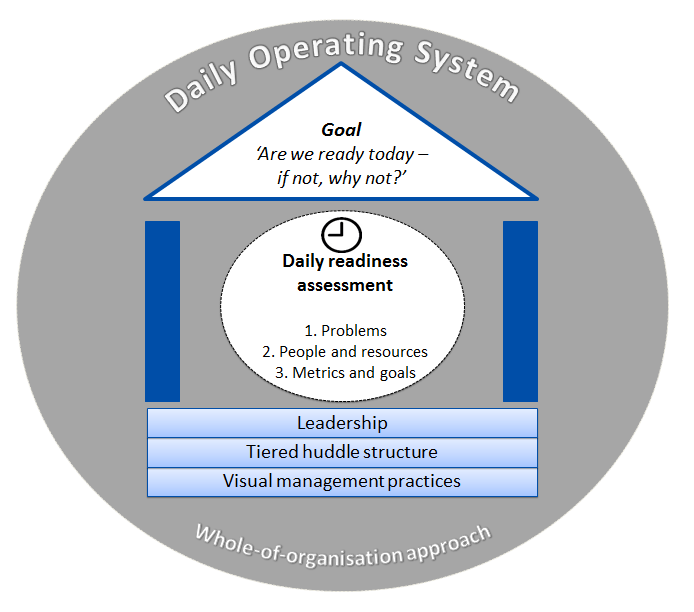 Daily Operating System
Goal
‘Are we ready today –
if not, why not?’
Daily readiness
assessment
1. Problems
2. People and resources
3. Metrics and goals
Leadership
Tiered huddle structure
Visual management practices
Whole-of-organisation approach